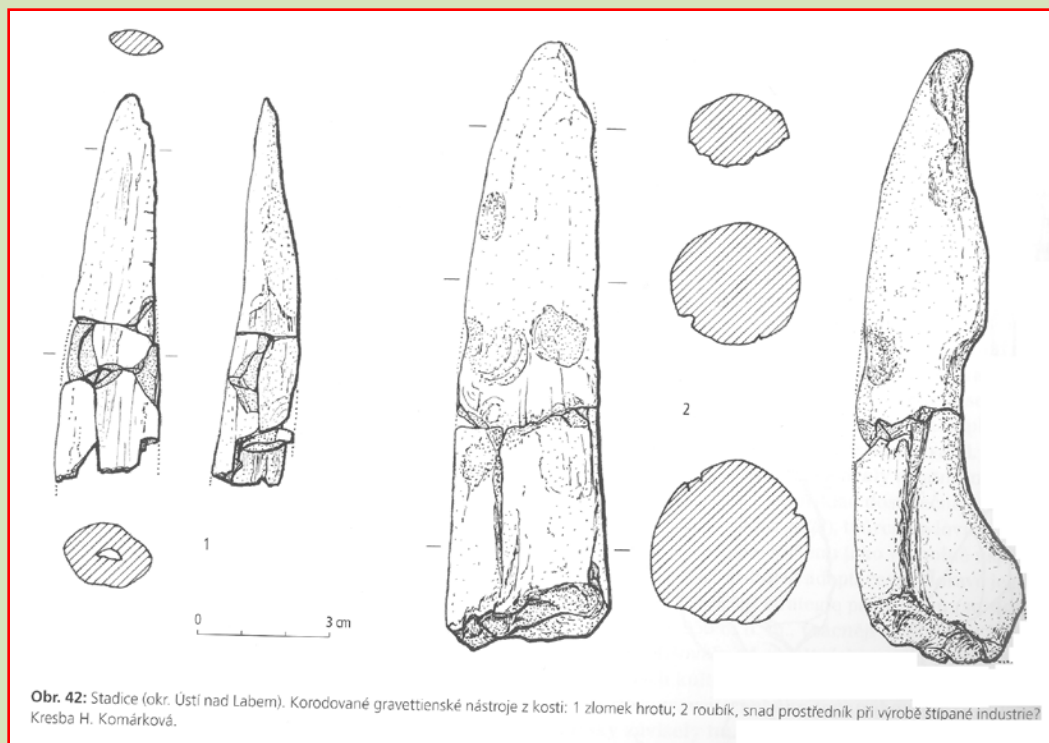 2
1
0 3 cm
Obr. 42: Stadice (okr. Ústí nad Labem). Korodované gravettienské nástroje z kosti: 1 zlomek hrotu; 2 roubík, snad prostředník při výrobě štípané industrie?
Kresba H. Komárková.